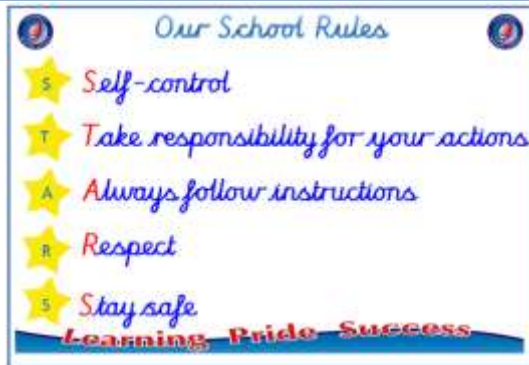 Our School Rules
S Self-control
T Take responsibility for your actions
A Always follow instructions
R Respect
S Stay safe
Learning Pride Success